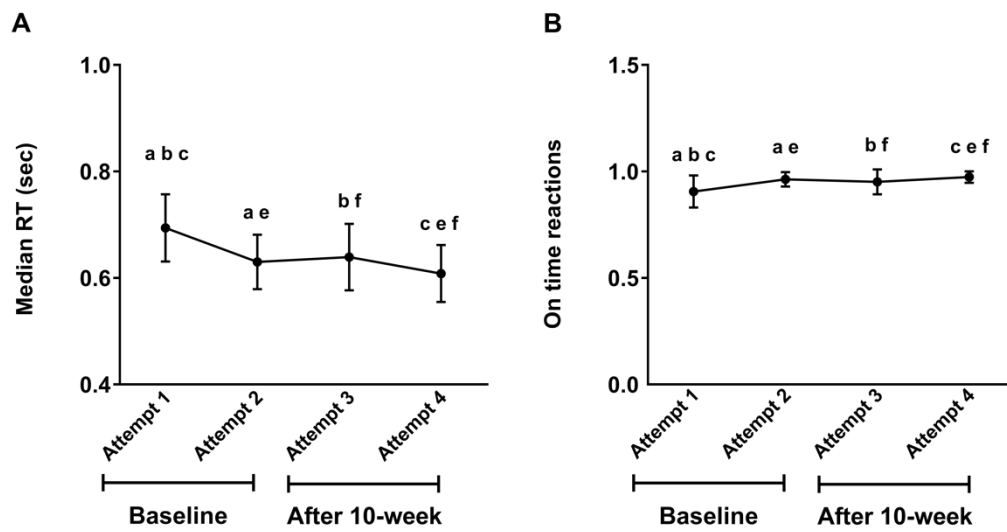 A
Median RT (sec)
1.0
0.8
0.6
0.4
a b c
a e
b f
c e f
Attempt 1
Attempt 2
Attempt 3
Attempt 4
Baseline
After 10-week
B
On time reactions
1.5
1.0
0.5
0.0
a b c
a e
b f
c e f
Attempt 1
Attempt 2
Attempt 3
Attempt 4
Baseline
After 10-week